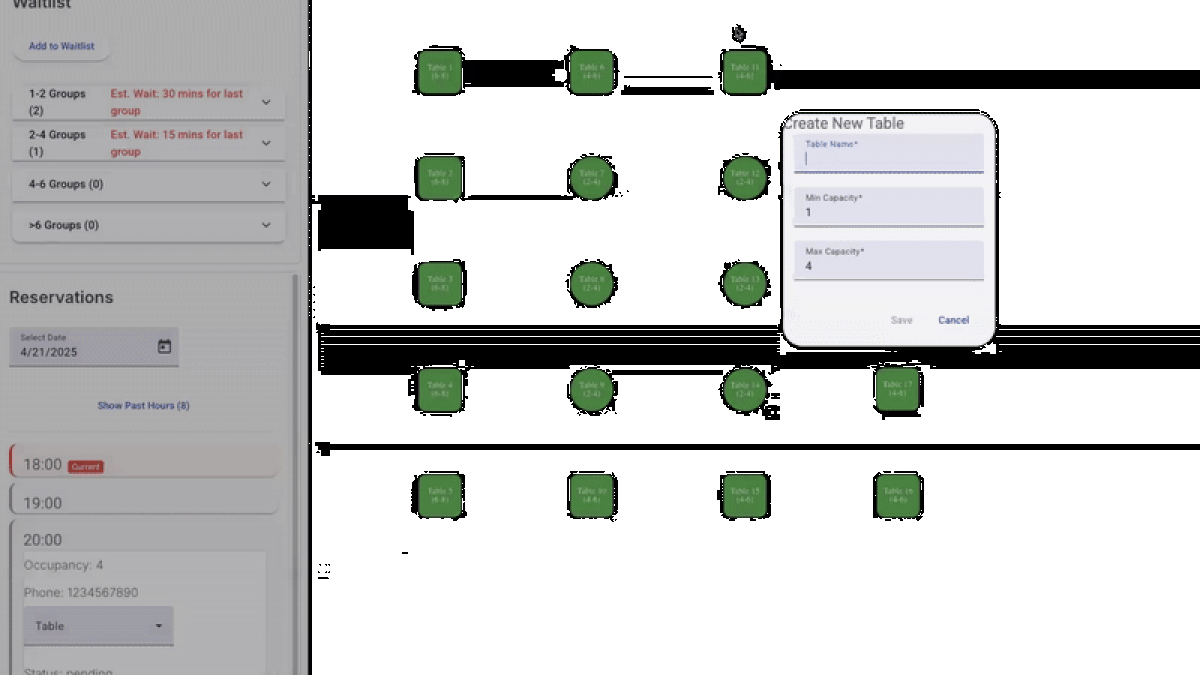 Waitlist
Add to Waitlist
1-2 Groups
(2)
Est. Wait: 30 mins for last
group
2-4 Groups
(1)
Est. Wait: 15 mins for last
group
4-6 Groups (0)
>6 Groups (0)
Reservations
Select Date
4/21/2025
Show Past Hours (8)
18:00 Current
19:00
20:00
Occupancy: 4
Phone: 1234567890
Table
Status: pending
Table 1
(6-8)
Table 6
(4-6)
Table 11
(4-6)
Table 2
(6-8)
Table 7
(2-4)
Table 12
(2-4)
Table 3
(6-8)
Table 8
(2-4)
Table 13
(2-4)
Table 4
(6-8)
Table 9
(2-4)
Table 14
(2-4)
Table 17
Table 5
(6-8)
Table 10
(4-6)
Table 15
(4-6)
Table 16
(4-6)
Create New Table
Table Name*
Min Capacity*
1
Max Capacity*
4
Save
Cancel